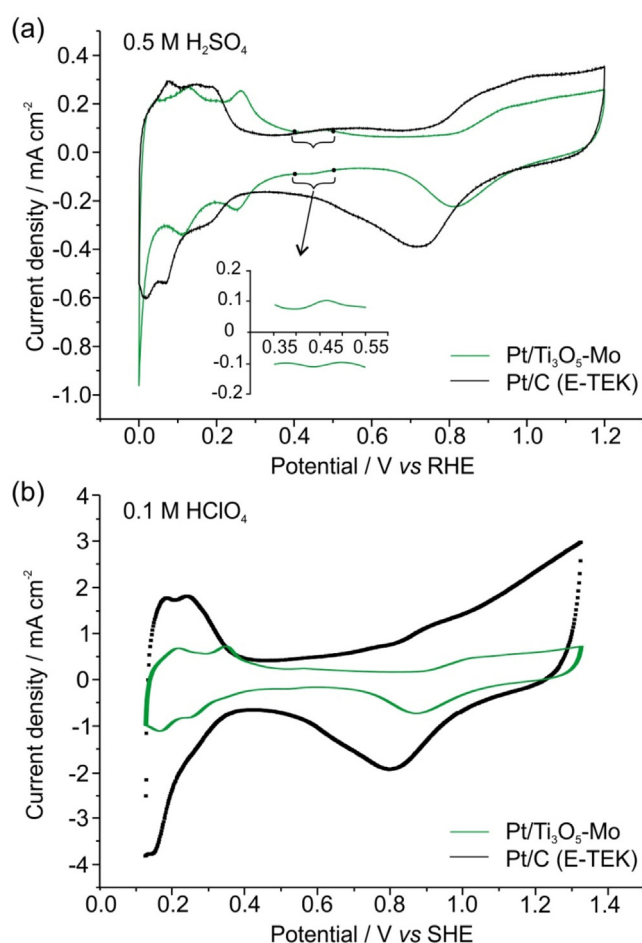 (a)
0.5 M H₂SO₄
Current density / mA cm⁻²
0.4
0.2
0.0
-0.2
-0.4
-0.6
-0.8
-1.0
0.2
0.1
0
-0.1
-0.2
0.35 0.45 0.55
Pt/Ti₃O₅-Mo
Pt/C (E-TEK)
0.0 0.2 0.4 0.6 0.8 1.0 1.2
Potential / V vs RHE
(b)
0.1 M HClO₄
Current density / mA cm⁻²
4
3
2
1
0
-1
-2
-3
-4
Pt/Ti₃O₅-Mo
Pt/C (E-TEK)
0.0 0.2 0.4 0.6 0.8 1.0 1.2 1.4
Potential / V vs SHE